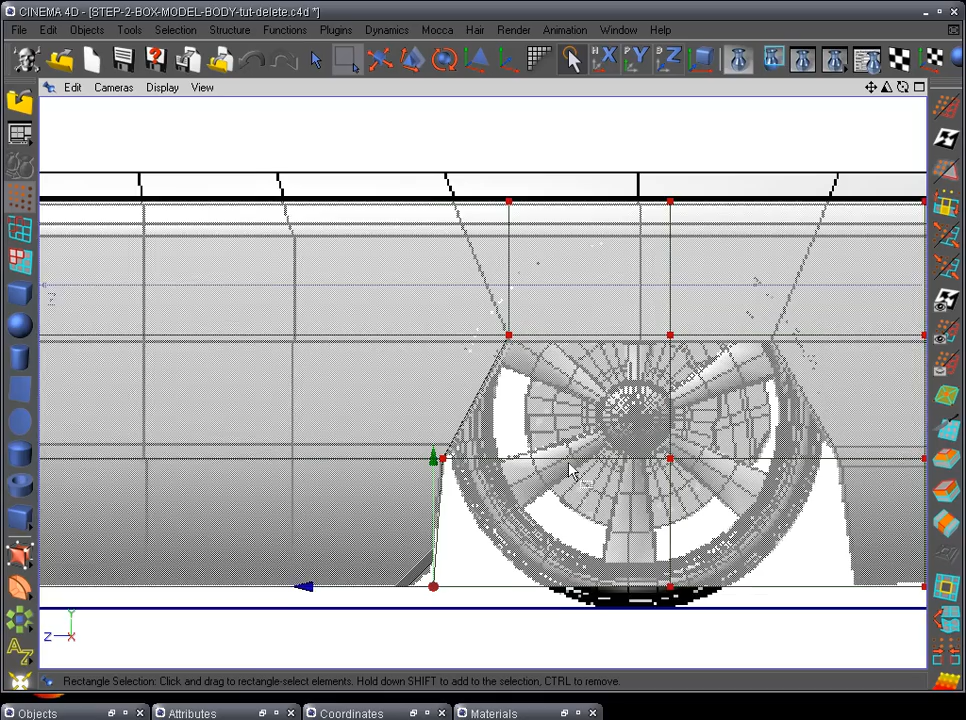 CINEMA 4D - [STEP-2-BOX-MODEL-BODY-tut-delete.c4d *]
File Edit Objects Tools Selection Structure Functions Plugins Dynamics Mocca Hair Render Animation Window Help
X Y Z
Edit Cameras Display View
Z
Y
Z X
Rectangle Selection: Click and drag to rectangle-select elements. Hold down SHIFT to add to the selection, CTRL to remove.
Objects Attributes Coordinates Materials